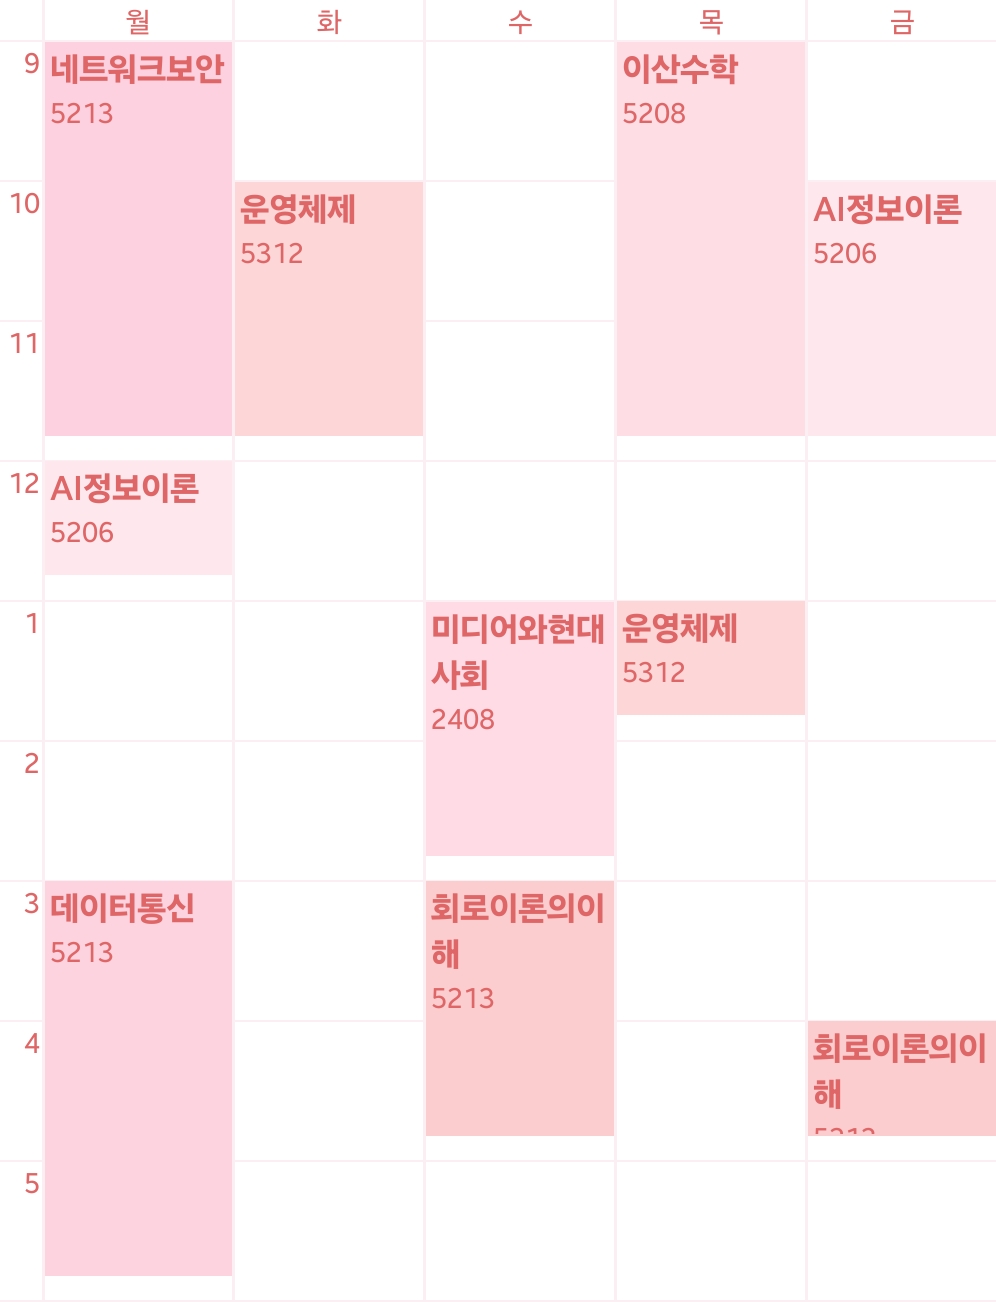 월 화 수 목 금
9
네트워크보안
5213
이산수학
5208
10
운영체제
5312
AI정보이론
5206
11
12
AI정보이론
5206
1
미디어와현대
사회
2408
운영체제
5312
2
3
데이터통신
5213
회로이론의이
해
5213
4
회로이론의이
해
5